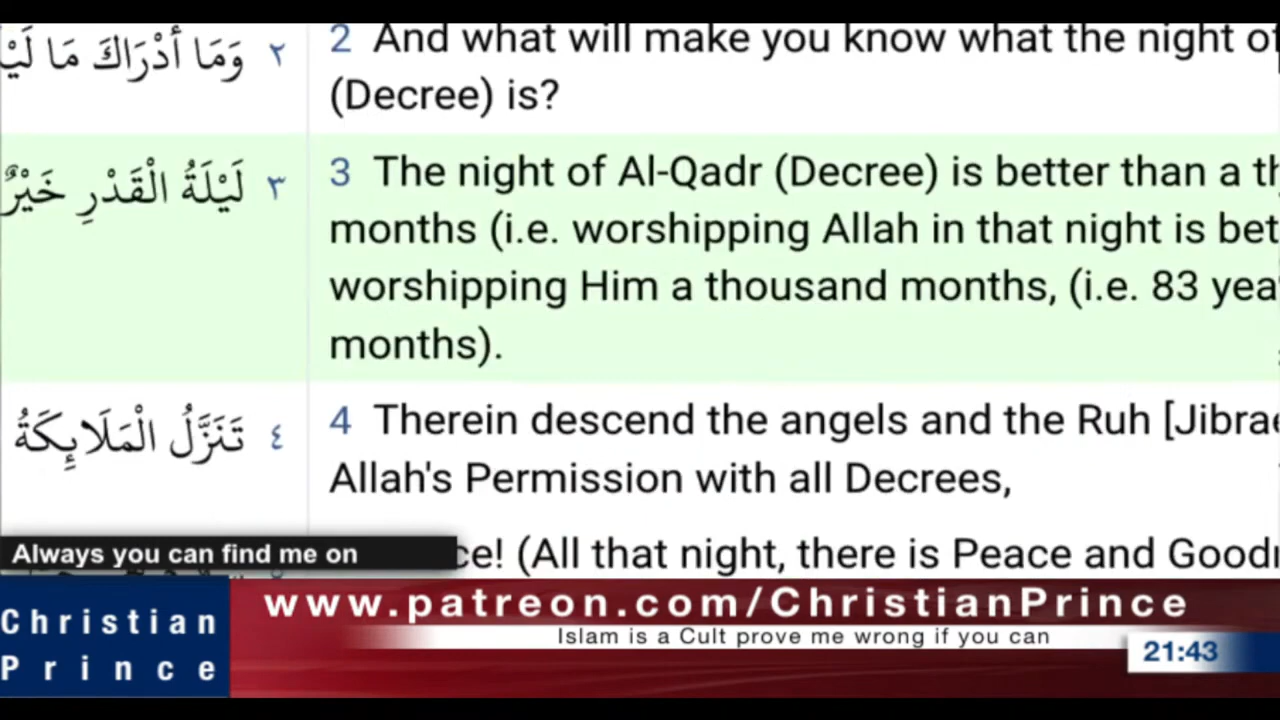 وَمَا أَدْرَاكَ مَا ٢
2 And what will make you know what the night of
(Decree) is?
لَيْلَةُ الْقَدْرِ خَيْرٌ ٣
3 The night of Al-Qadr (Decree) is better than a
months (i.e. worshipping Allah in that night is
worshipping Him a thousand months, (i.e. 83
months).
تَنَزَّلُ الْمَلَائِكَةُ ٤
4 Therein descend the angels and the Ruh
Allah's Permission with all Decrees,
(All that night, there is Peace and
Always you can find me on
www.patreon.com/ChristianPrince
Islam is a Cult prove me wrong if you can
Christian
Prince
21:43